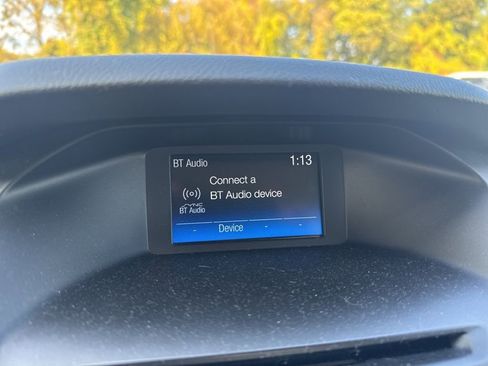 BT Audio 1:13
Connect a
BT Audio device
SYNC
BT Audio
- Device - -